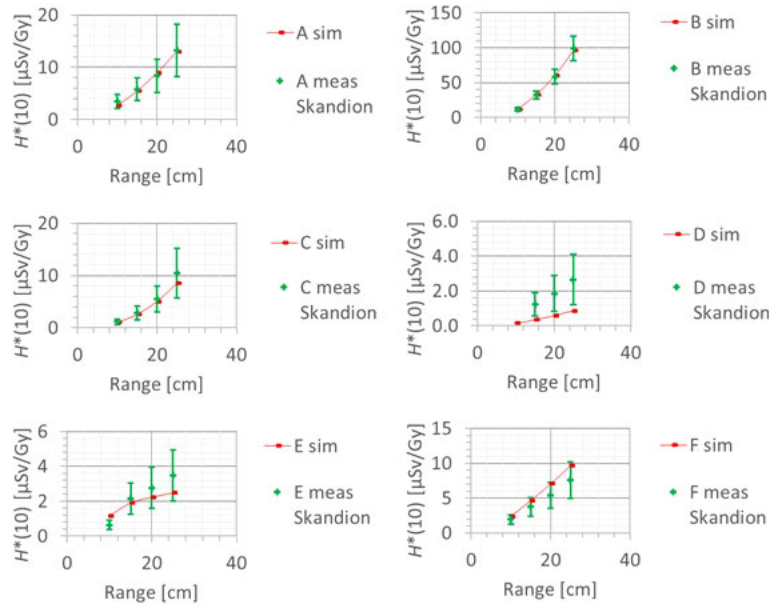 20
10
0
0 20 40
Range [cm]
H*(10) [µSv/Gy]
A sim
A meas
Skandion
150
100
50
0
0 20 40
Range [cm]
H*(10) [µSv/Gy]
B sim
B meas
Skandion
20
10
0
0 20 40
Range [cm]
H*(10) [µSv/Gy]
C sim
C meas
Skandion
6.0
4.0
2.0
0.0
0 20 40
Range [cm]
H*(10) [µSv/Gy]
D sim
D meas
Skandion
6
4
2
0
0 20 40
Range [cm]
H*(10) [µSv/Gy]
E sim
E meas
Skandion
15
10
5
0
0 20 40
Range [cm]
H*(10) [µSv/Gy]
F sim
F meas
Skandion